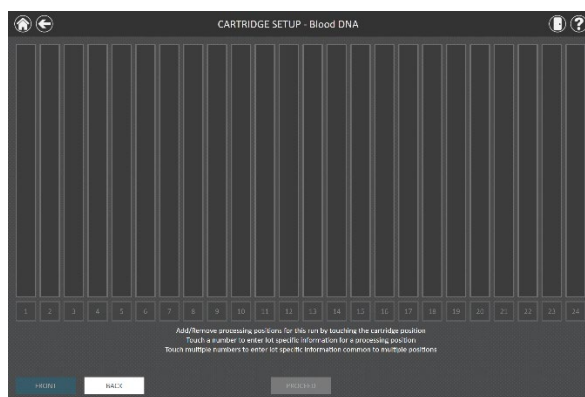 CARTRIDGE SETUP - Blood DNA
?
1 2 3 4 5 6 7 8 9 10 11 12 13 14 15 16 17 18 19 20 21 22 23 24
Add/Remove processing positions for this run by touching the cartridge position
Touch a number to enter lot specific information for a processing position
Touch multiple numbers to enter lot specific information common to multiple positions
FRONT BACK PROCEED